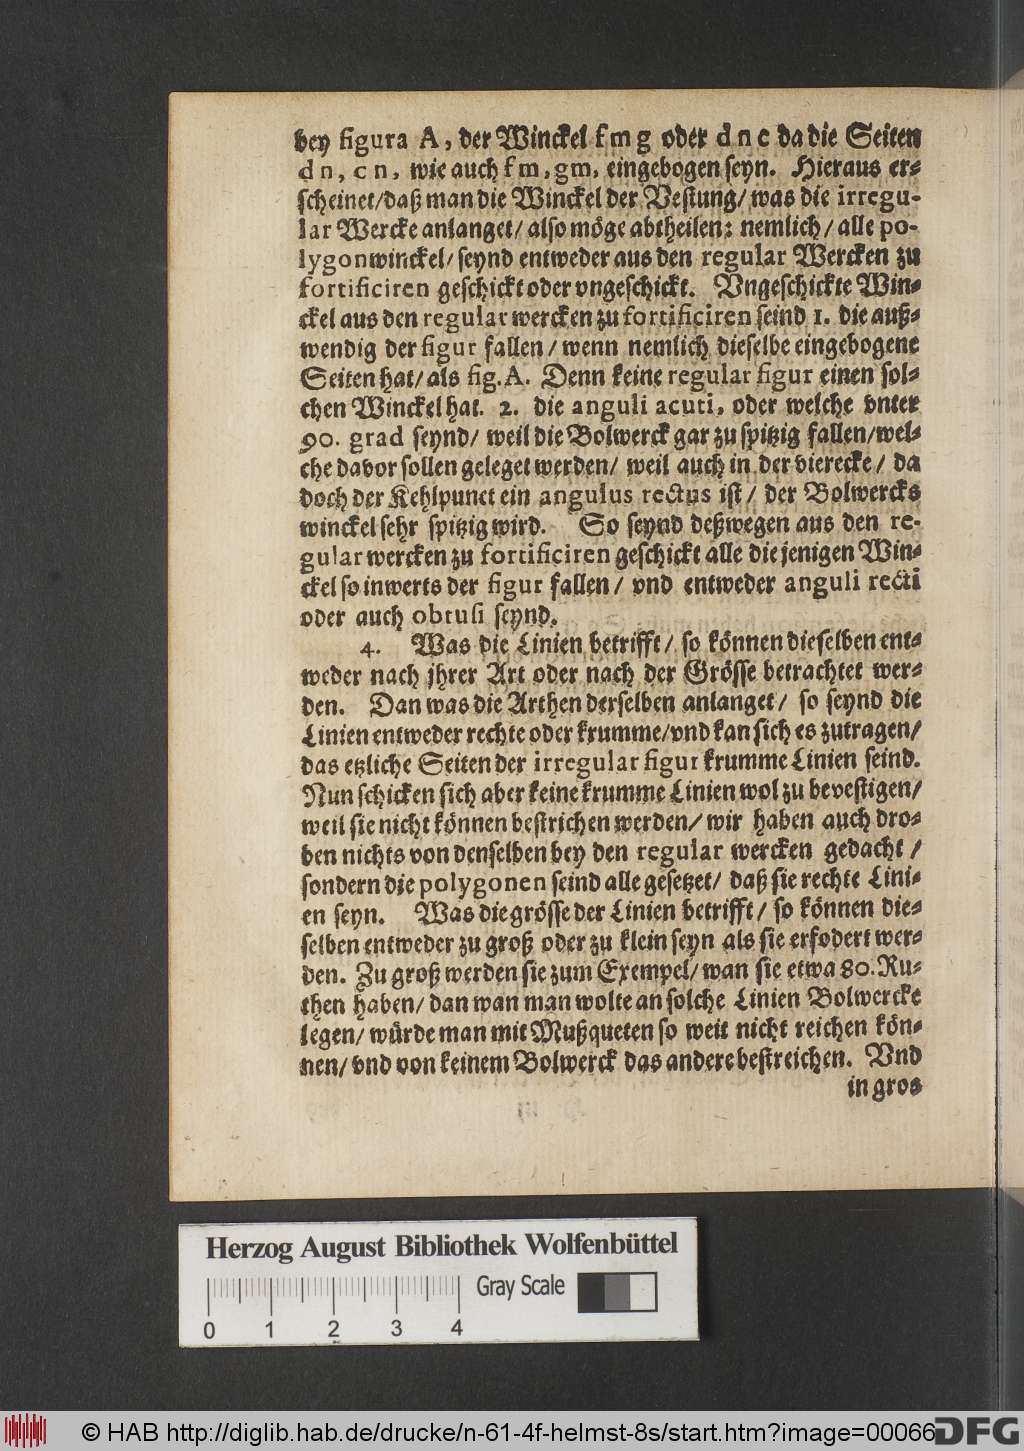 bey figura A, der Winckel f m g oder d n c da die Seiten
d n, c n, wie auch f m, g m, eingebogen seyn. Hieraus er-
scheinet/ daß man die Winckel der Vestung/ was die irregu-
lar Wercke anlanget/ also möge abtheilen: nemlich/ alle po-
lygonwinckel/ seynd entweder aus den regular Wercken zu
fortificiren geschickt oder vngeschickt. Vngeschickte Win-
ckel aus den regular wercken zu fortificiren seind 1. die auß-
wendig der figur fallen/ wenn nemlich dieselbe eingebogene
Seiten hat/ als fig. A. Denn keine regular figur einen sol-
chen Winckel hat. 2. die anguli acuti, oder welche vnter
90. grad seynd/ weil die Bolwerck gar zu spitzig fallen/ wel-
che davor sollen geleget werden/ weil auch in der vierecke/ da
doch der Kehlpunct ein angulus rectus ist/ der Bolwercks
winckel sehr spitzig wird. So seynd deßwegen aus den re-
gular wercken zu fortificiren geschickt alle die jenigen Win-
ckel so inwerts der figur fallen/ vnd entweder anguli recti
oder auch obtusi seynd.
4. Was die Linien betrifft/ so können dieselben ent-
weder nach jhrer Art oder nach der Grösse betrachtet wer-
den. Dan was die Arthen derselben anlanget/ so seynd die
Linien entweder rechte oder krumme/ vnd kan sich es zutragen/
das etzliche Seiten der irregular figur krumme Linien seind.
Nun schicken sich aber keine krumme Linien wol zu bevestigen/
weil sie nicht können bestrichen werden/ wir haben auch dro-
ben nichts von denselben bey den regular wercken gedacht/
sondern die polygonen seind alle gesetzet/ daß sie rechte Lini-
en seyn. Was die grösse der Linien betrifft/ so können die-
selben entweder zu groß oder zu klein seyn als sie erfodert wer-
den. Zu groß werden sie zum Exempel/ wan sie etwa 80. Ru-
then haben/ dan wan man wolte an solche Linien Bolwercke
legen/ würde man mit Mußqueten so weit nicht reichen kön-
nen/ vnd von keinem Bolwerck das andere bestreichen. Vnd
in gros
Herzog August Bibliothek Wolfenbüttel
Gray Scale
0 1 2 3 4
© HAB http://diglib.hab.de/drucke/n-61-4f-helmst-8s/start.htm?image=00066
DFG